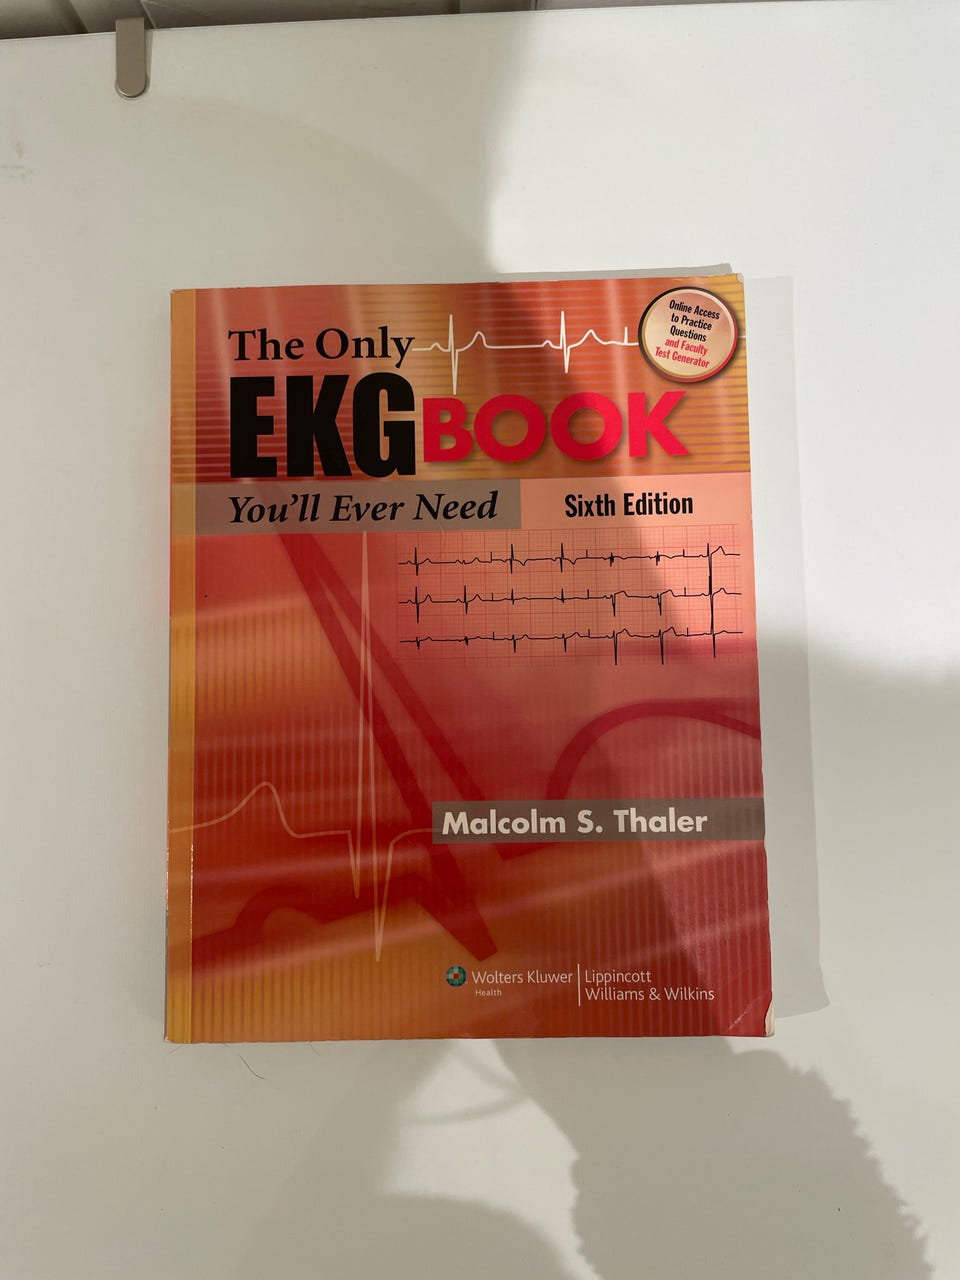 The Only
EKG BOOK
You'll Ever Need
Sixth Edition
Online Access
to Practice
Questions
and Faculty
Test Generator
Malcolm S. Thaler
Wolters Kluwer
Health
Lippincott
Williams & Wilkins